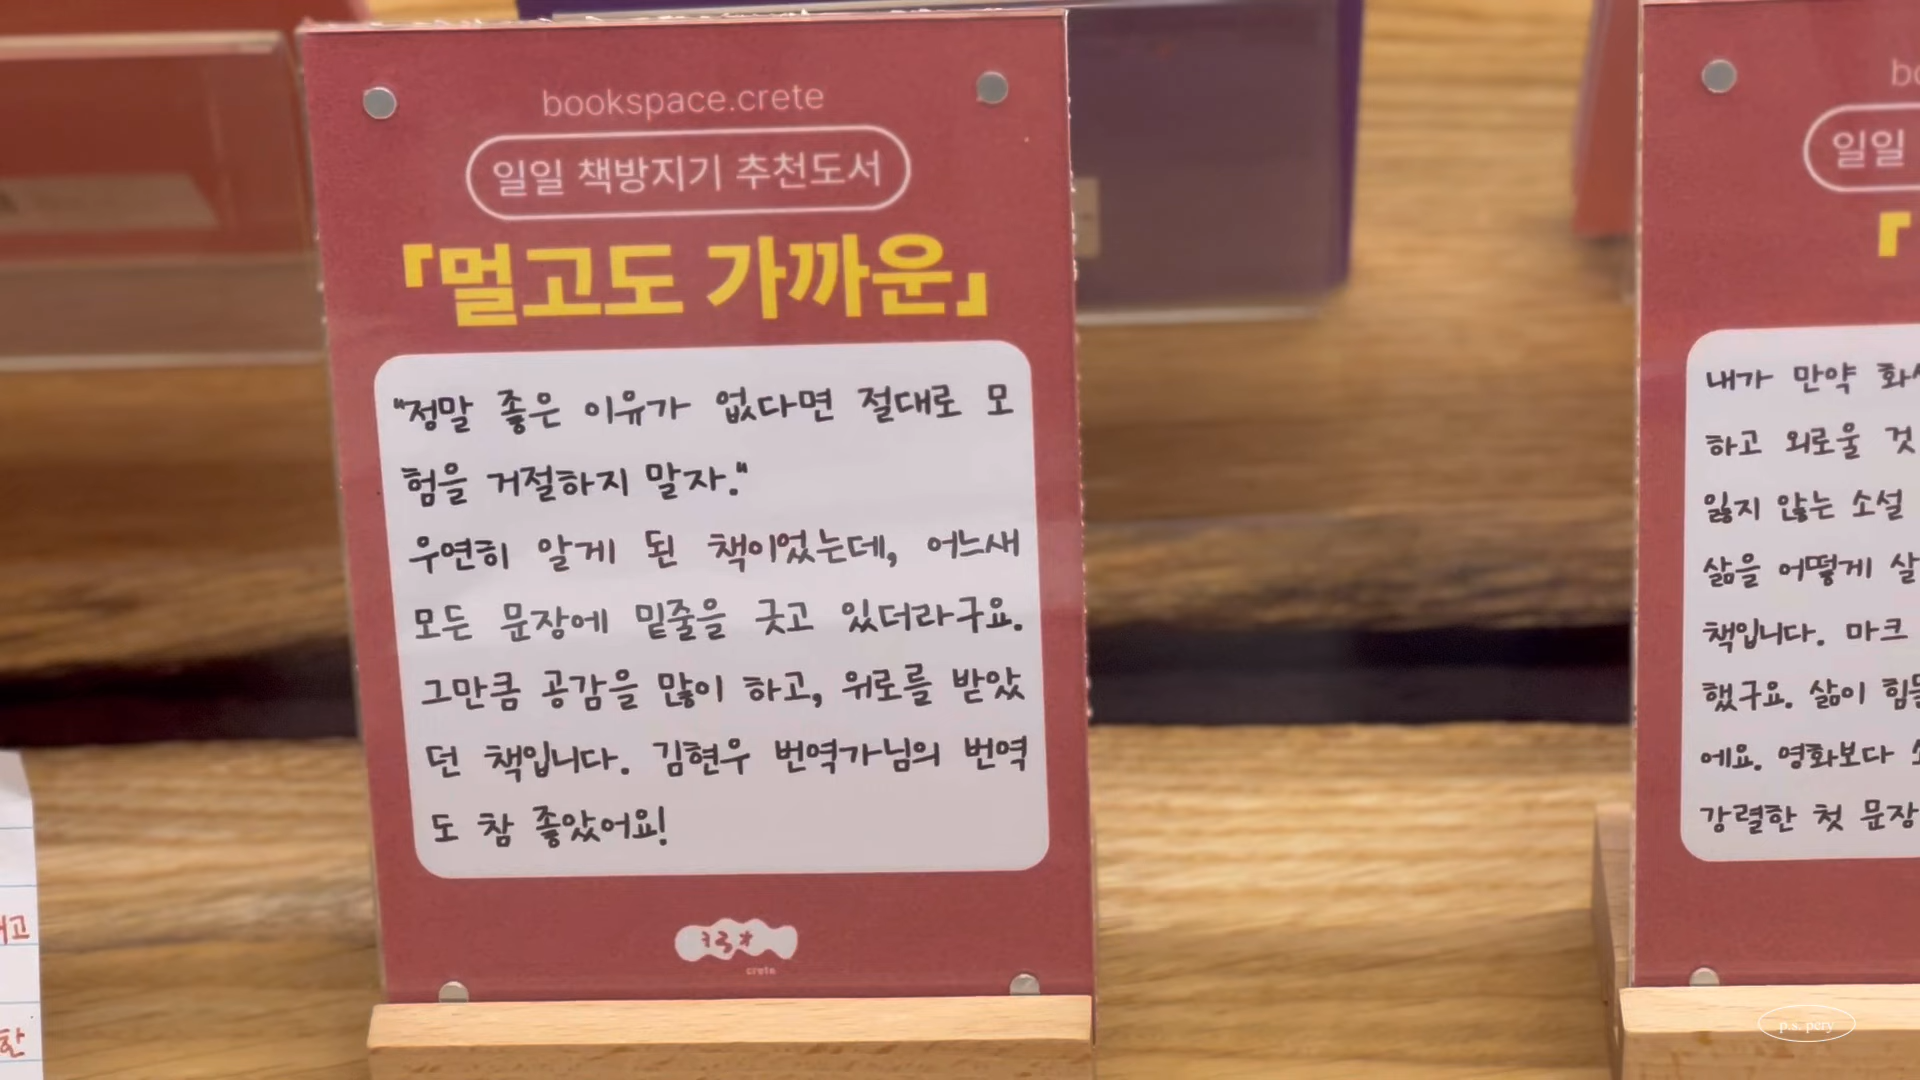 bookspace.crete
일일 책방지기 추천도서
『멀고도 가까운』
"정말 좋은 이유가 없다면 절대로 모
험을 거절하지 말자."
우연히 알게 된 책이었는데, 어느새
모든 문장에 밑줄을 긋고 있더라구요.
그만큼 공감을 많이 하고, 위로를 받았
던 책입니다. 김현우 번역가님의 번역
도 참 좋았어요!
crete
일일
『
내가 만약
하고 외로울 것
잃지 않는 소설
삶을 어떻게 살
책입니다. 마크
했구요. 삶이
에요. 영화보다
강렬한 첫 문장
한
p.s. pery